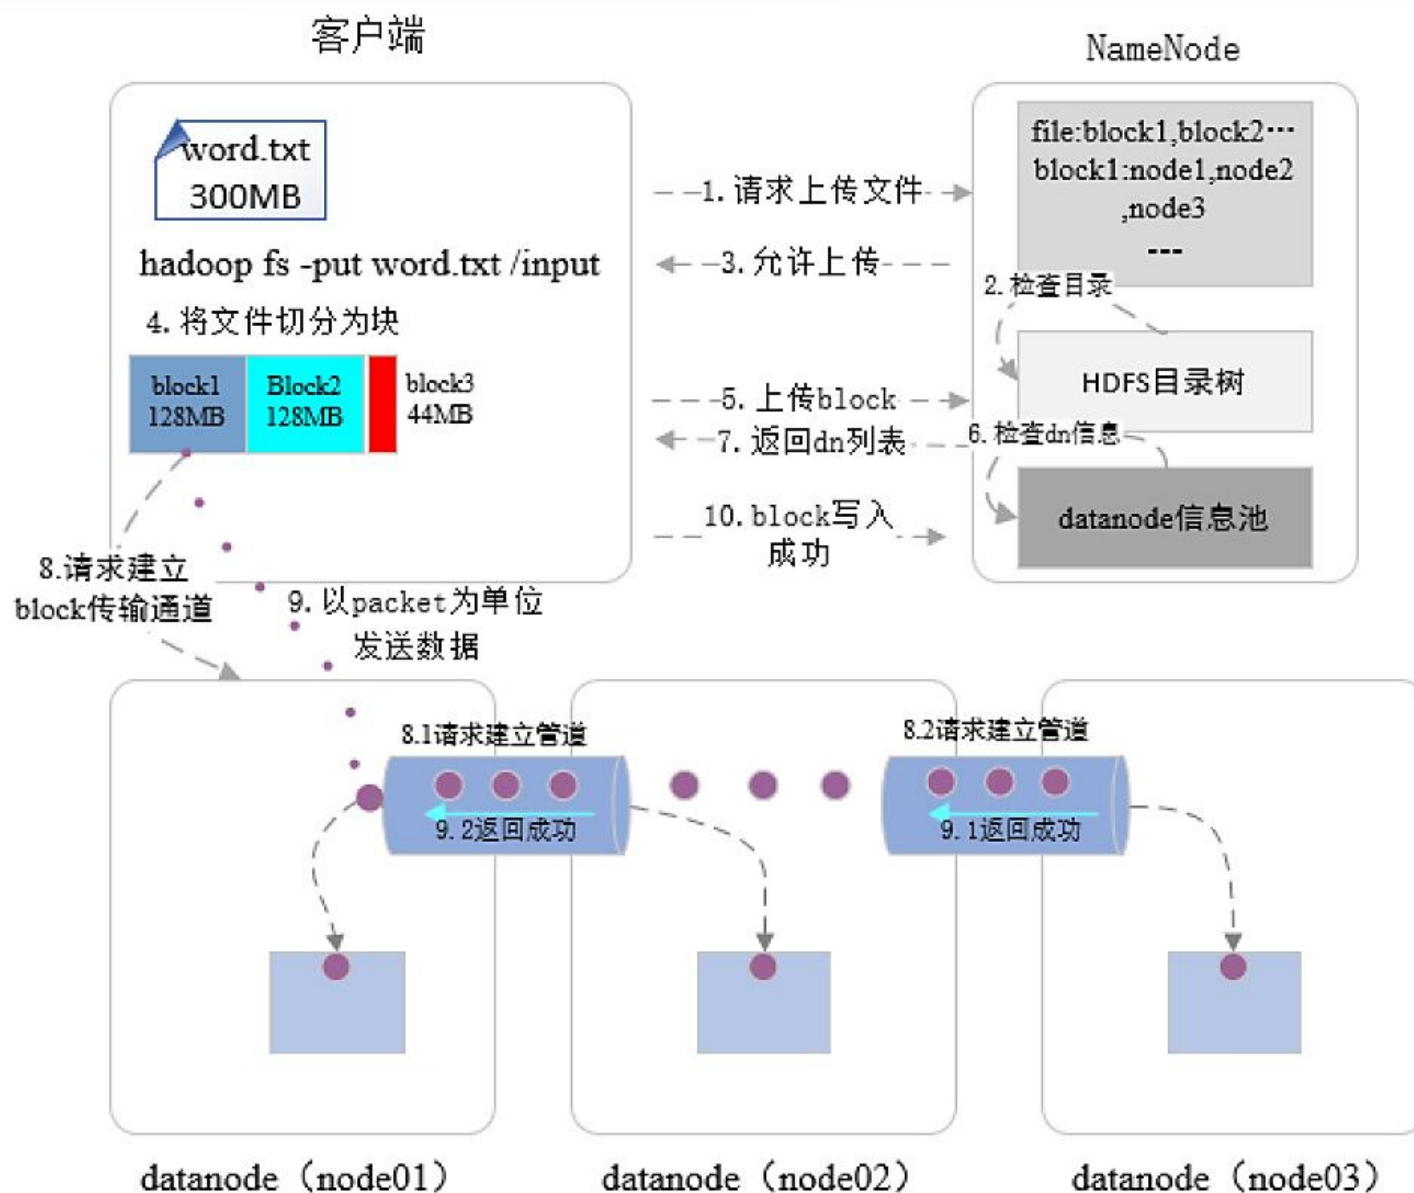 客户端
NameNode
word.txt
300MB
file:block1,block2…
block1:node1,node2
,node3
---
1.请求上传文件
hadoop fs -put word.txt /input
3.允许上传
2.检查目录
4.将文件切分为块
HDFS目录树
block1
128MB
Block2
128MB
block3
44MB
5.上传block
7.返回dn列表
6.检查dn信息
datanode信息池
10.block写入
成功
8.请求建立
block传输通道
9.以packet为单位
发送数据
8.1请求建立管道
8.2请求建立管道
9.2返回成功
9.1返回成功
datanode（node01）
datanode（node02）
datanode（node03）